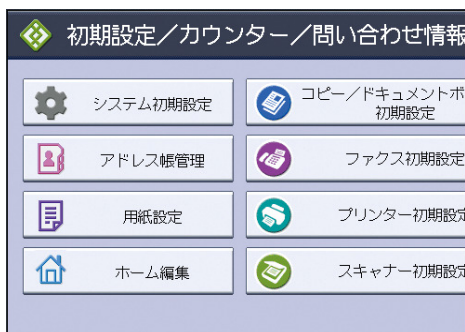 初期設定／カウンター／問い合わせ情報
システム初期設定
コピー／ドキュメントボ
初期設定
アドレス帳管理
ファクス初期設定
用紙設定
プリンター初期設定
ホーム編集
スキャナー初期設定